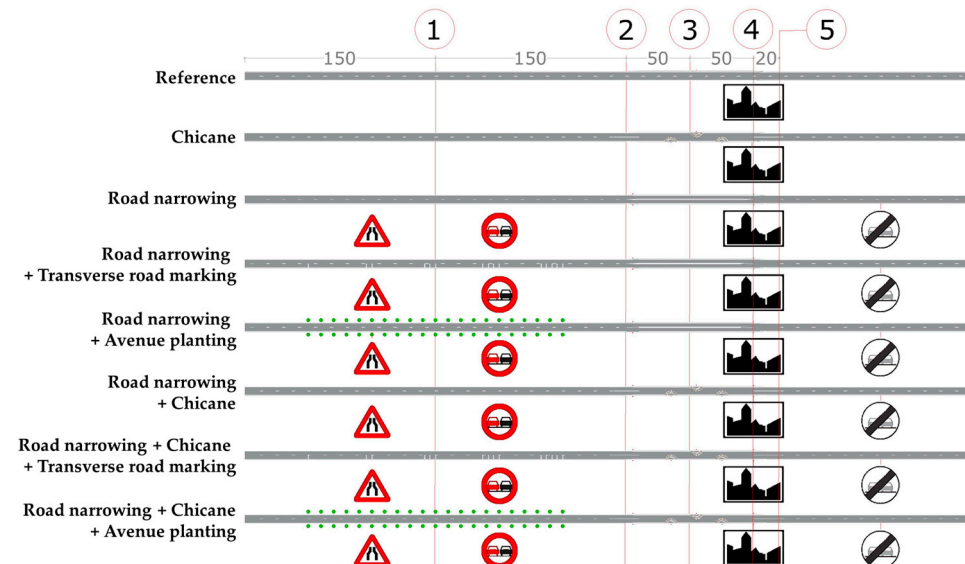 1 2 3 4 5
150 150 50 50 20
Reference
Chicane
Road narrowing
Road narrowing
+ Transverse road marking
Road narrowing
+ Avenue planting
Road narrowing
+ Chicane
Road narrowing + Chicane
+ Transverse road marking
Road narrowing + Chicane
+ Avenue planting